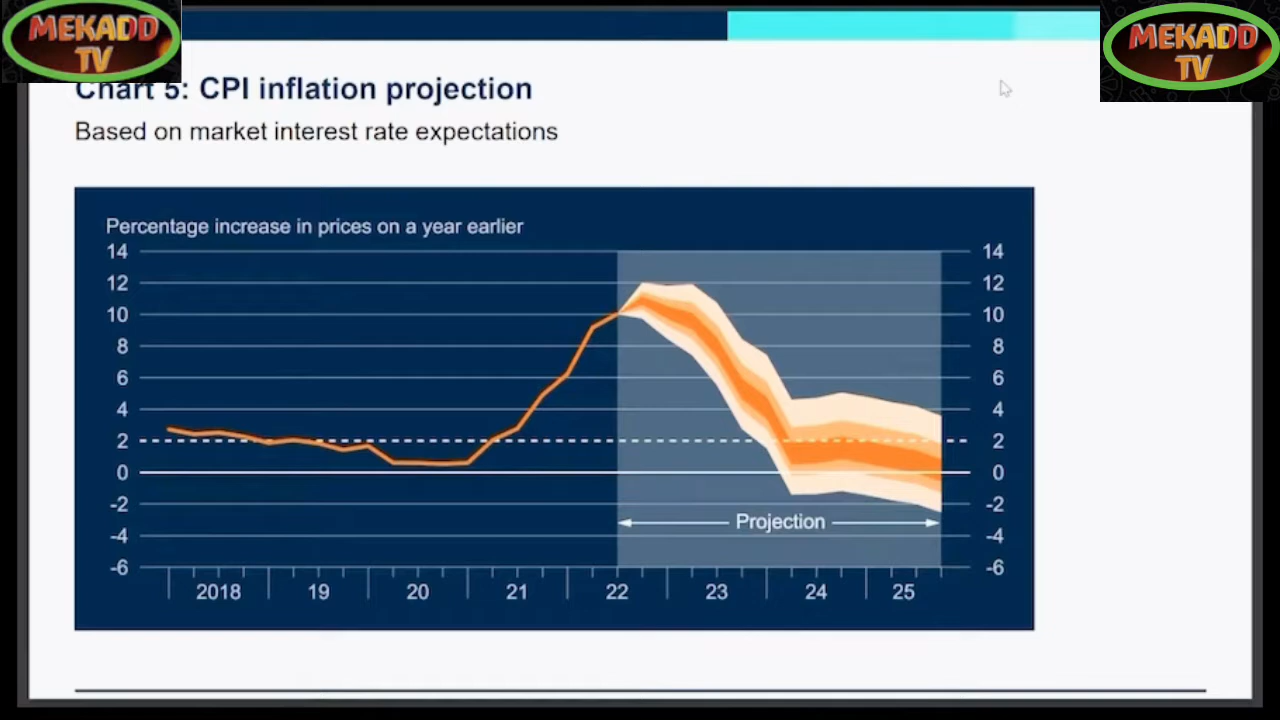 MEKADD
TV
MEKADD
TV
Chart 5: CPI inflation projection
Based on market interest rate expectations
Percentage increase in prices on a year earlier
14 14
12 12
10 10
8 8
6 6
4 4
2 2
0 0
-2 -2
Projection
-4 -4
-6 -6
2018 19 20 21 22 23 24 25